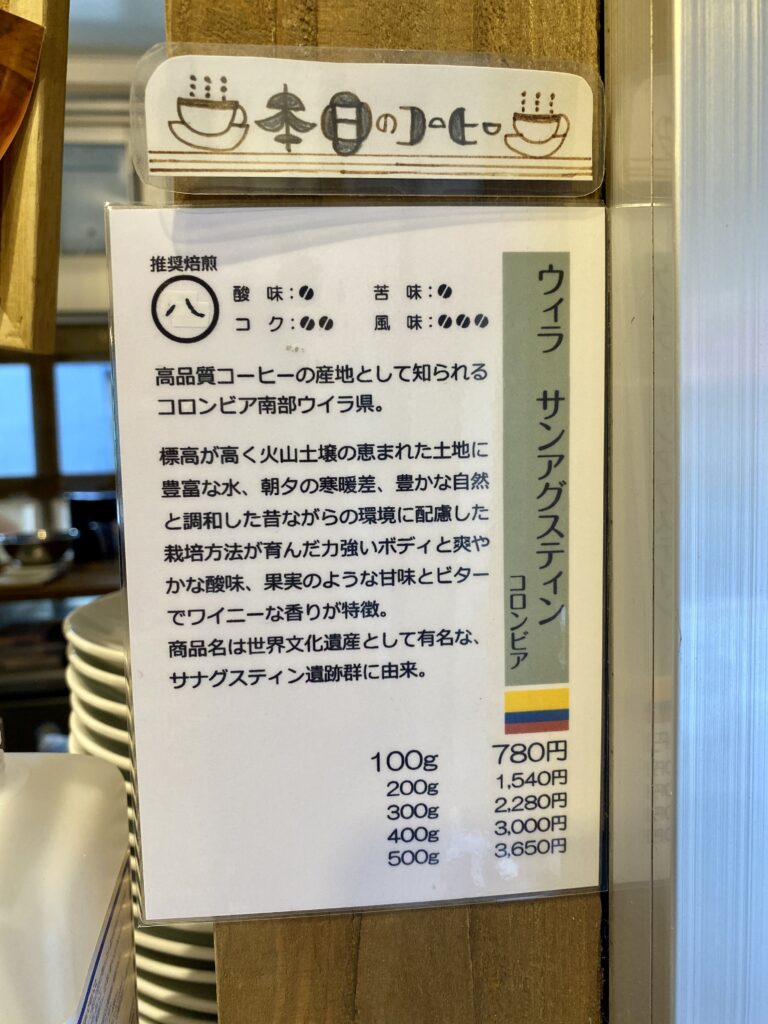 本日のコーヒー
推奨焙煎
八
酸 味：
苦 味：
コ ク：
風 味：
高品質コーヒーの産地として知られる
コロンビア南部ウイラ県。
標高が高く火山土壌の恵まれた土地に
豊富な水、朝夕の寒暖差、豊かな自然
と調和した昔ながらの環境に配慮した
栽培方法が育んだ力強いボディと爽や
かな酸味、果実のような甘味とビター
でワイニーな香りが特徴。
商品名は世界文化遺産として有名な、
サナグスティン遺跡群に由来。
ウィラ サンアグスティン
コロンビア
100g 780円
200g 1,540円
300g 2,280円
400g 3,000円
500g 3,650円